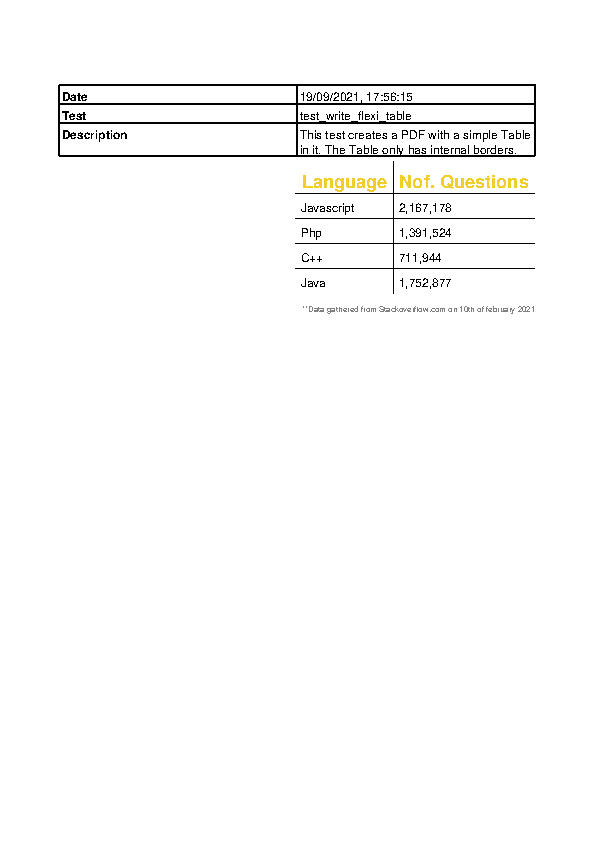 Date 19/09/2021, 17:56:15
Test test_write_flexi_table
Description This test creates a PDF with a simple Table
in it. The Table only has internal borders.
Language Nof. Questions
Javascript 2,167,178
Php 1,391,524
C++ 711,944
Java 1,752,877
**Data gathered from Stackoverflow.com on 10th of february 2021